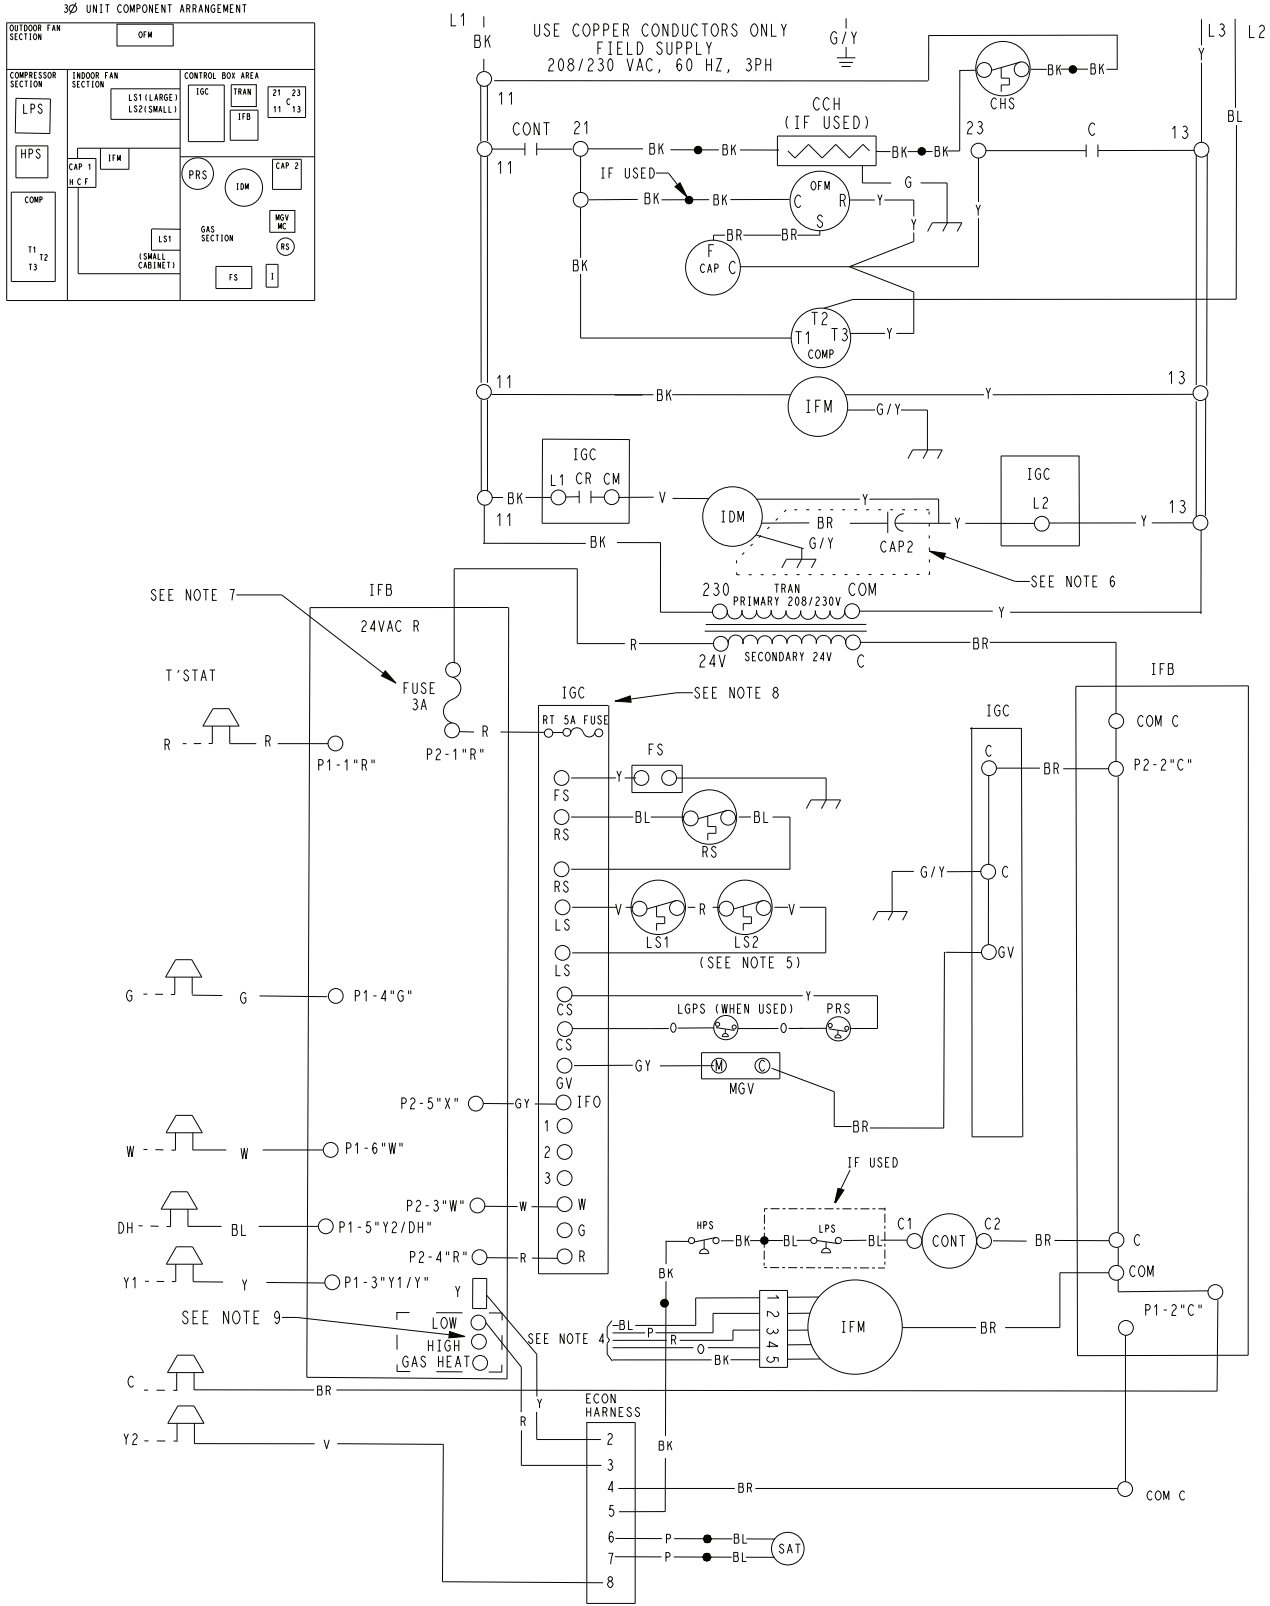 3Ø UNIT COMPONENT ARRANGEMENT
OUTDOOR FAN
SECTION
OFM
COMPRESSOR
SECTION
INDOOR FAN
SECTION
CONTROL BOX AREA
LPS
LS1(LARGE)
LS2(SMALL)
IGC
TRAN
IFB
21 23
C
11 13
HPS
CAP 1
H C F
IFM
PRS
IDM
CAP 2
COMP
T1
T2
T3
LS1
(SMALL
CABINET)
GAS
SECTION
MGV
MC
RS
FS
I
L1
BK
USE COPPER CONDUCTORS ONLY
FIELD SUPPLY
208/230 VAC, 60 HZ, 3PH
G/Y
L3
L2
Y
BL
CHS
BK
BK
11
CONT
21
CCH
(IF USED)
23
C
13
11
BK
BK
BK
BK
IF USED
BK
BK
OFM
C
R
S
Y
G
Y
Y
BR
BR
F
CAP C
BK
T2
T1
T3
COMP
Y
11
BK
IFM
Y
13
G/Y
IGC
L1 CR CM
BK
V
IDM
Y
BR
CAP2
G/Y
Y
IGC
L2
Y
13
11
BK
SEE NOTE 6
230
TRAN
PRIMARY 208/230V
COM
Y
R
24V
SECONDARY 24V
C
BR
SEE NOTE 7
IFB
24VAC R
FUSE
3A
P2-1"R"
R
IGC
SEE NOTE 8
RT 5A FUSE
T'STAT
R
R
P1-1"R"
IFB
COM C
IGC
C
BR
P2-2"C"
FS
Y
FS
RS
BL
BL
RS
RS
C
G/Y
LS
V
R
V
LS1
LS2
LS
(SEE NOTE 5)
GV
G
G
P1-4"G"
CS
Y
LGPS (WHEN USED)
PRS
CS
O
O
GV
GY
M
C
MGV
BR
P2-5"X"
GY
IFO
1
2
3
W
W
P1-6"W"
P2-3"W"
W
W
G
IF USED
DH
BL
P1-5"Y2/DH"
P2-4"R"
R
R
HPS
BK
BL
LPS
BL
C1
CONT
C2
BR
C
COM
BK
Y1
Y
P1-3"Y1/Y"
Y
SEE NOTE 9
LOW
HIGH
GAS HEAT
SEE NOTE 4
BL
P
R
O
BK
1
2
3
4
5
IFM
BR
P1-2"C"
C
BR
Y
R
ECON
HARNESS
BK
Y2
V
2
3
4
5
6
7
8
BR
COM C
P
BL
P
BL
SAT